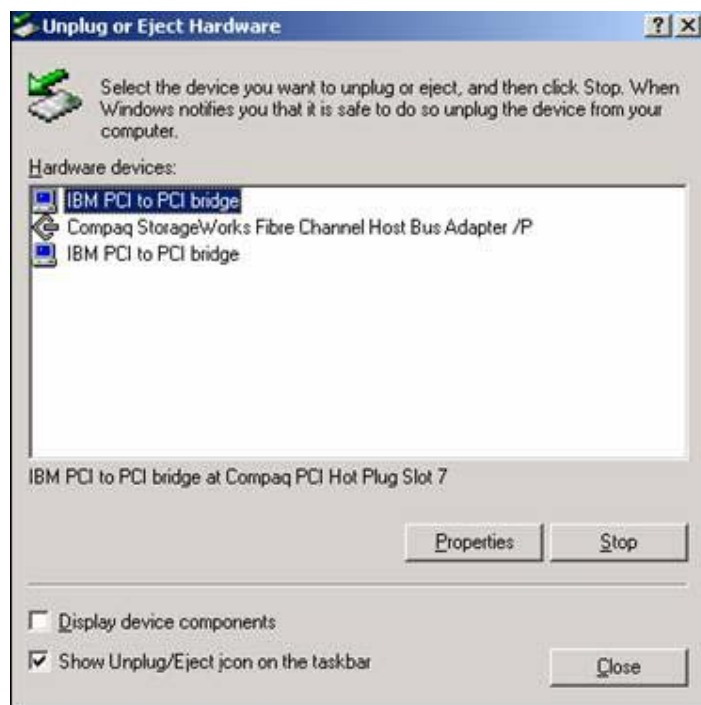 Unplug or Eject Hardware
Select the device you want to unplug or eject, and then click Stop. When
Windows notifies you that it is safe to do so unplug the device from your
computer.
Hardware devices:
IBM PCI to PCI bridge
Compaq StorageWorks Fibre Channel Host Bus Adapter /P
IBM PCI to PCI bridge
IBM PCI to PCI bridge at Compaq PCI Hot Plug Slot 7
Properties
Stop
Display device components
Show Unplug/Eject icon on the taskbar
Close